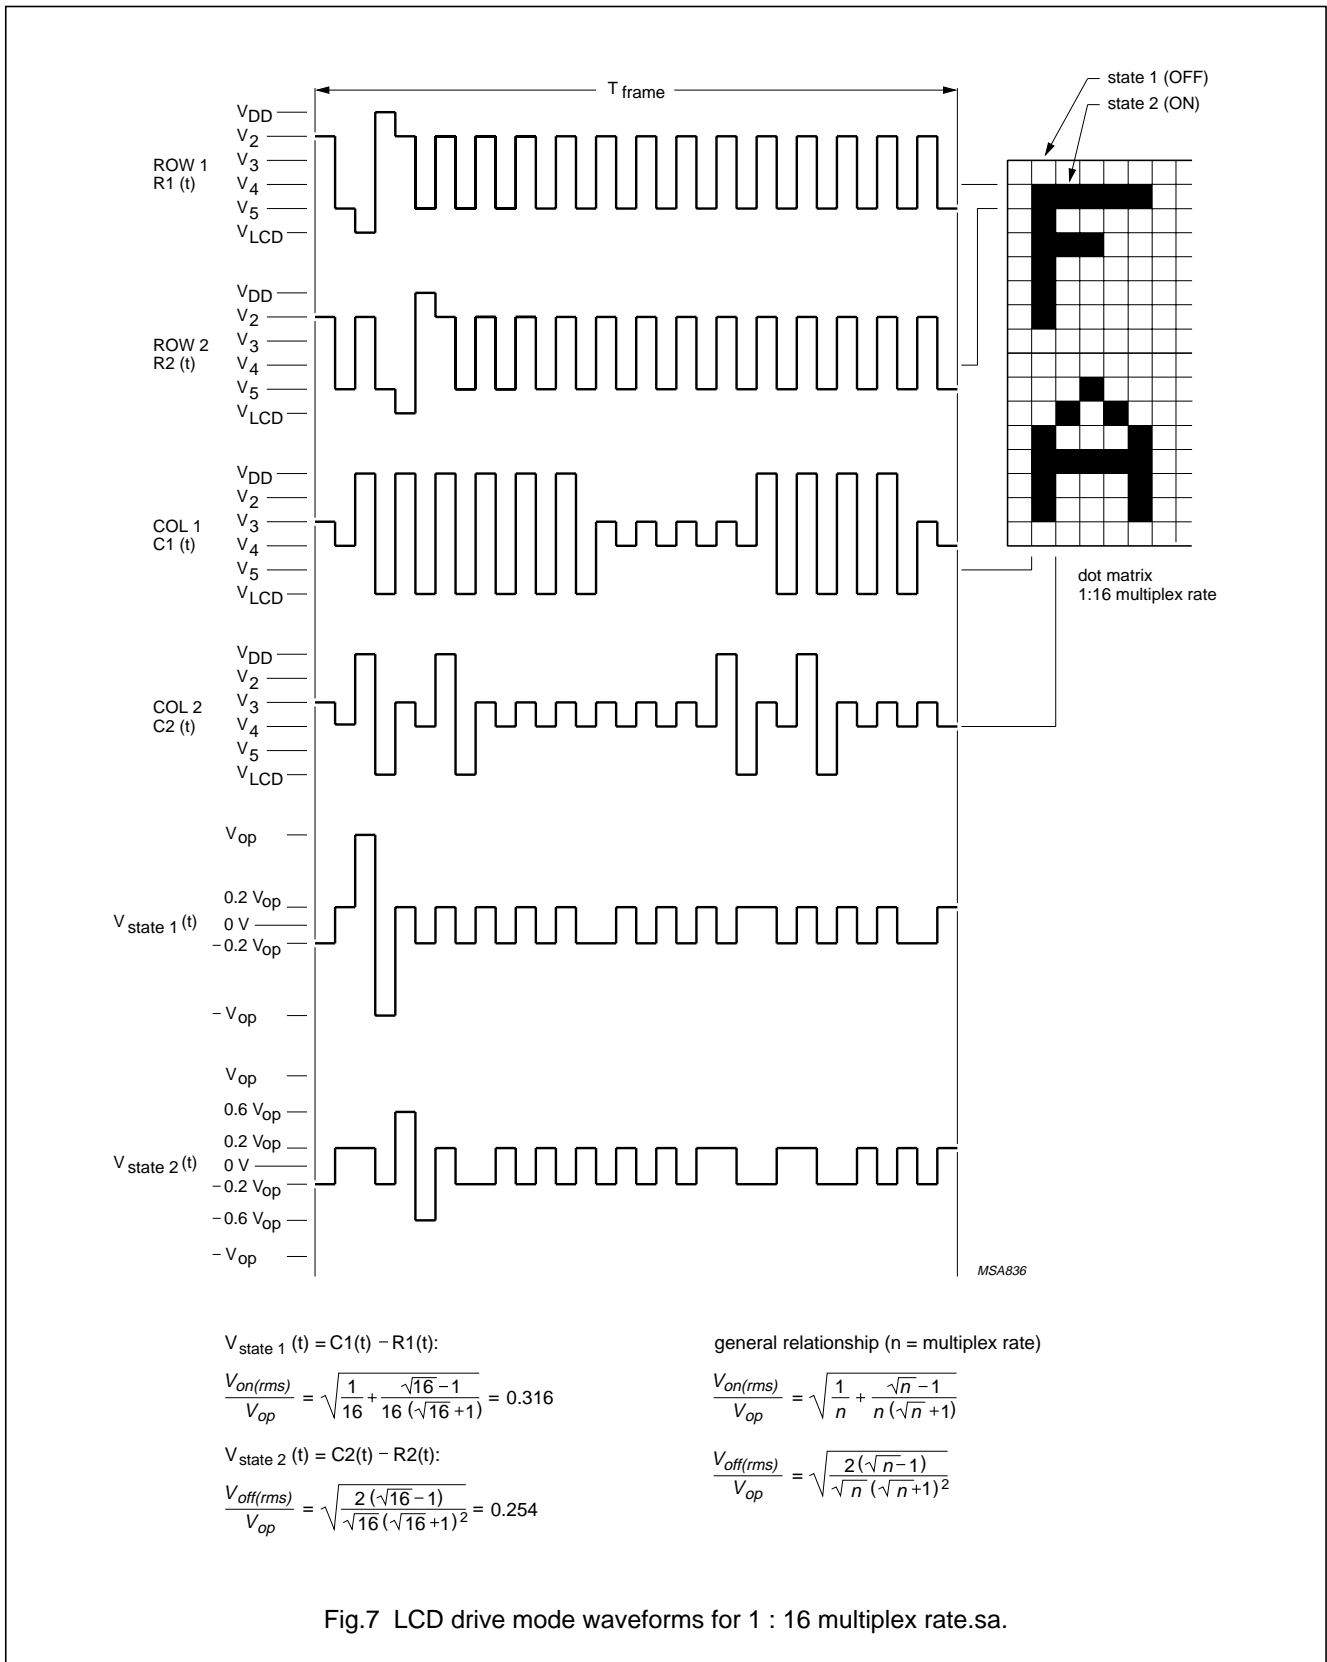 T frame
state 1 (OFF)
state 2 (ON)
ROW 1
R1 (t)
VDD
V2
V3
V4
V5
VLCD
ROW 2
R2 (t)
VDD
V2
V3
V4
V5
VLCD
COL 1
C1 (t)
VDD
V2
V3
V4
V5
VLCD
dot matrix
1:16 multiplex rate
COL 2
C2 (t)
VDD
V2
V3
V4
V5
VLCD
V state 1 (t)
Vop
0.2 Vop
0 V
−0.2 Vop
−Vop
V state 2 (t)
Vop
0.6 Vop
0.2 Vop
0 V
−0.2 Vop
−0.6 Vop
−Vop
MSA836
Vstate 1 (t) = C1(t) − R1(t):
Von(rms) / Vop = √(1/16 + (√16 − 1) / (16 (√16 + 1))) = 0.316
Vstate 2 (t) = C2(t) − R2(t):
Voff(rms) / Vop = √(2 (√16 − 1) / (√16 (√16 + 1)2)) = 0.254
general relationship (n = multiplex rate)
Von(rms) / Vop = √(1/n + (√n − 1) / (n (√n + 1)))
Voff(rms) / Vop = √(2 (√n − 1) / (√n (√n + 1)2))
Fig.7 LCD drive mode waveforms for 1 : 16 multiplex rate.sa.